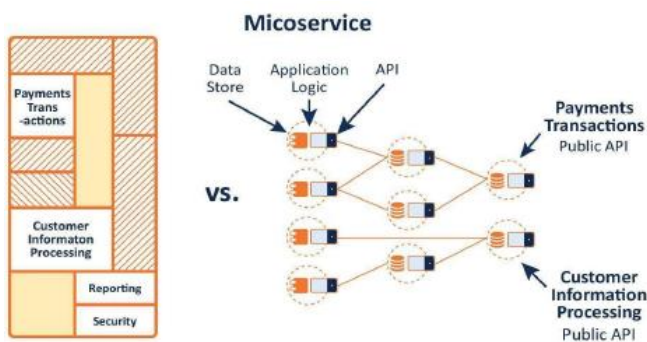 Micoservice
Payments
Trans
-actions
Customer
Informaton
Processing
Reporting
Security
vs.
Data
Store
Application
Logic
API
Payments
Transactions
Public API
Customer
Information
Processing
Public API